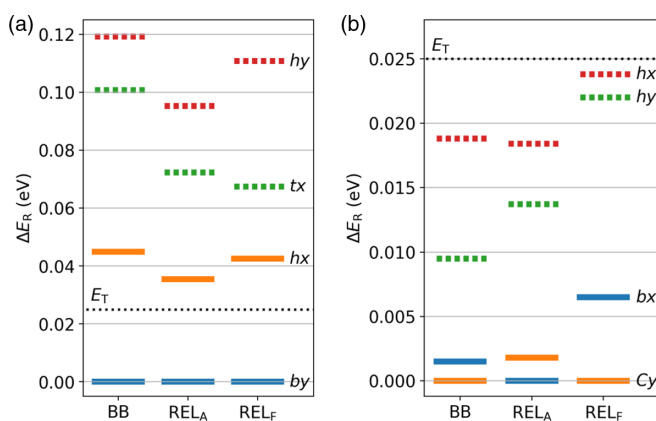 (a)
ΔE_R (eV)
0.12
0.10
0.08
0.06
0.04
0.02
0.00
hy
tx
hx
E_T
by
BB REL_A REL_F
(b)
ΔE_R (eV)
0.025
0.020
0.015
0.010
0.005
0.000
E_T
hx
hy
bx
Cy
BB REL_A REL_F